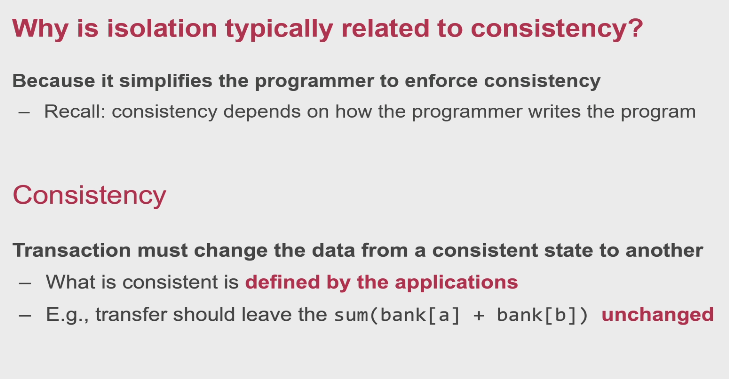 Why is isolation typically related to consistency?
Because it simplifies the programmer to enforce consistency
– Recall: consistency depends on how the programmer writes the program
Consistency
Transaction must change the data from a consistent state to another
– What is consistent is defined by the applications
– E.g., transfer should leave the sum(bank[a] + bank[b]) unchanged